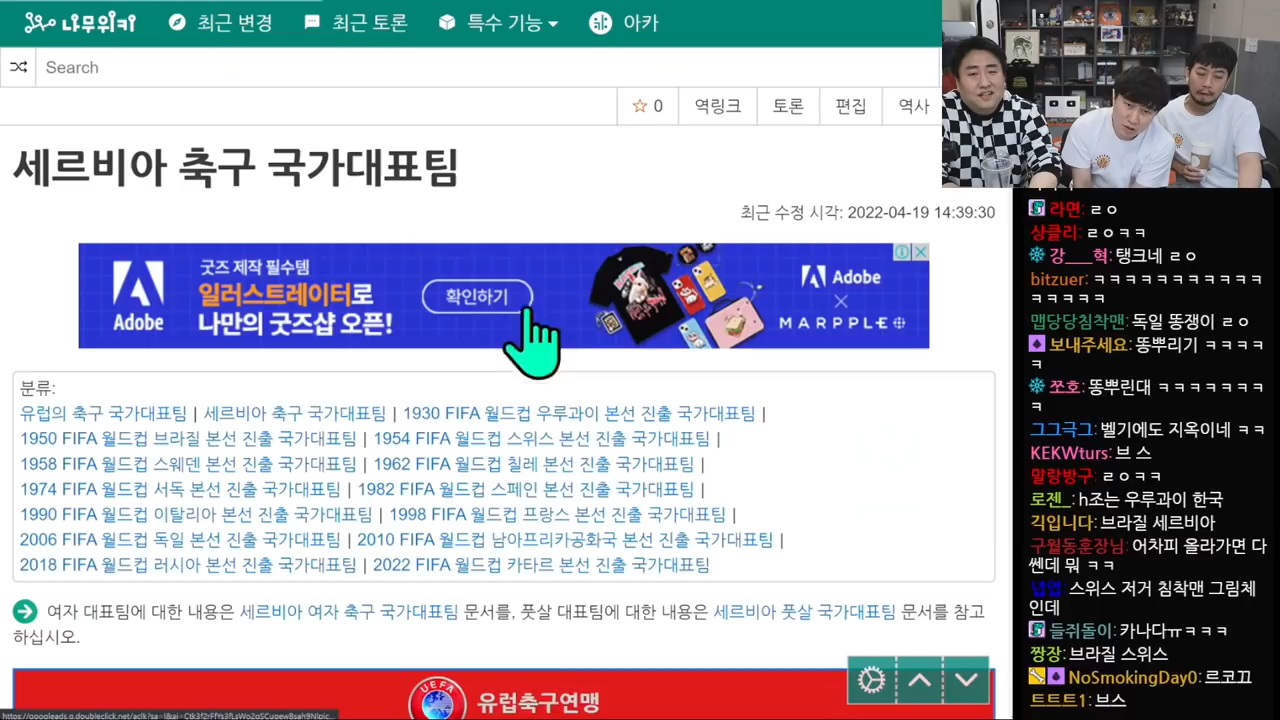 나무위키 최근 변경 최근 토론 특수 기능 아카
Search
0 역링크 토론 편집 역사
세르비아 축구 국가대표팀
최근 수정 시각: 2022-04-19 14:39:30
Adobe
굿즈 제작 필수템
일러스트레이터로
나만의 굿즈샵 오픈!
확인하기
Adobe
×
MARPPLE
분류:
유럽의 축구 국가대표팀 | 세르비아 축구 국가대표팀 | 1930 FIFA 월드컵 우루과이 본선 진출 국가대표팀 |
1950 FIFA 월드컵 브라질 본선 진출 국가대표팀 | 1954 FIFA 월드컵 스위스 본선 진출 국가대표팀 |
1958 FIFA 월드컵 스웨덴 본선 진출 국가대표팀 | 1962 FIFA 월드컵 칠레 본선 진출 국가대표팀 |
1974 FIFA 월드컵 서독 본선 진출 국가대표팀 | 1982 FIFA 월드컵 스페인 본선 진출 국가대표팀 |
1990 FIFA 월드컵 이탈리아 본선 진출 국가대표팀 | 1998 FIFA 월드컵 프랑스 본선 진출 국가대표팀 |
2006 FIFA 월드컵 독일 본선 진출 국가대표팀 | 2010 FIFA 월드컵 남아프리카공화국 본선 진출 국가대표팀 |
2018 FIFA 월드컵 러시아 본선 진출 국가대표팀 | 2022 FIFA 월드컵 카타르 본선 진출 국가대표팀
여자 대표팀에 대한 내용은 세르비아 여자 축구 국가대표팀 문서를, 풋살 대표팀에 대한 내용은 세르비아 풋살 국가대표팀 문서를 참고
하십시오.
UEFA
유럽축구연맹
라면: ㄹㅇ
상클리: ㄹㅇㅋㅋ
강___혁: 탱크네 ㄹㅇ
bitzuer: ㅋㅋㅋㅋㅋㅋㅋㅋㅋㅋㅋ
ㅋㅋㅋㅋㅋ
맵당당침착맨: 독일 똥쟁이 ㄹㅇ
보내주세요: 똥뿌리기 ㅋㅋㅋㅋ
ㅋ
쪼호: 똥뿌린대 ㅋㅋㅋㅋㅋㅋㅋ
ㅋ
그그극그: 벨기에도 지옥이네 ㅋㅋ
KEKWturs: 브 스
말랑방구: ㄹㅇㅋㅋ
로젠_: h조는 우루과이 한국
긱입니다: 브라질 세르비아
구월동훈장님: 어차피 올라가면 다
쎈데 뭐 ㅋㅋ
넙엽 스위스 저거 침착맨 그림체
인데
들쥐돌이: 카나다ㅠㅋㅋㅋ
짱장: 브라질 스위스
NoSmokingDay0: 르코끄
트트트1: 브스